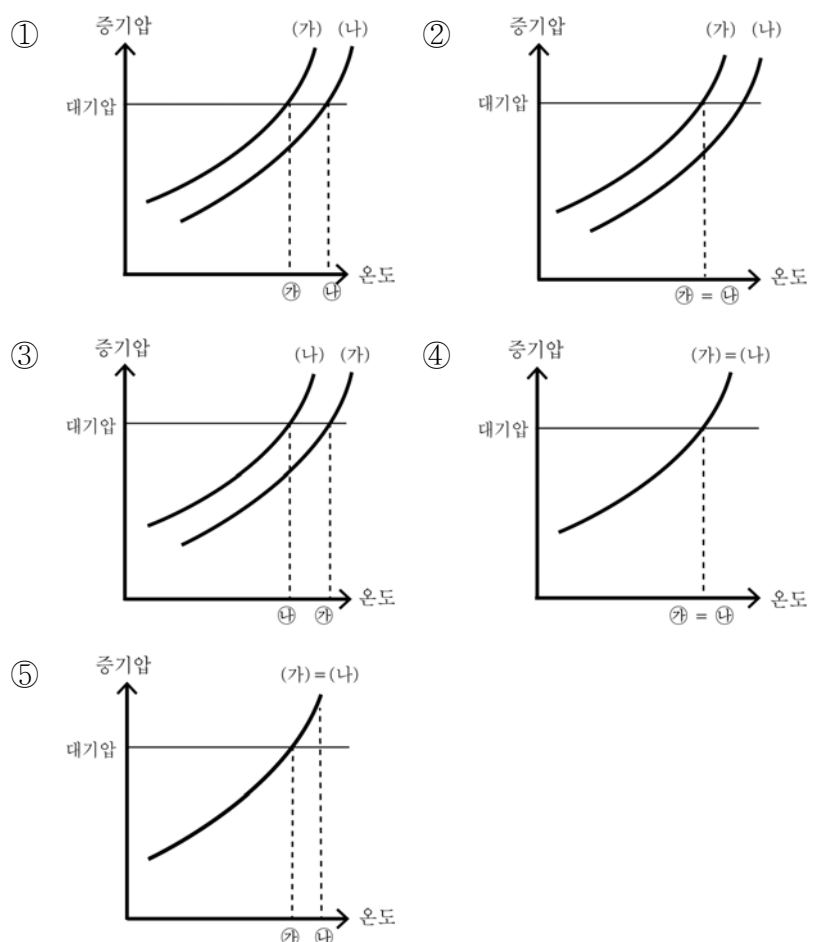 ① 증기압 (가) (나)
대기압
온도
㉮ ㉯
② 증기압 (가) (나)
대기압
온도
㉮ = ㉯
③ 증기압 (나) (가)
대기압
온도
㉯ ㉮
④ 증기압 (가)=(나)
대기압
온도
㉮ = ㉯
⑤ 증기압 (가)=(나)
대기압
온도
㉮ ㉯